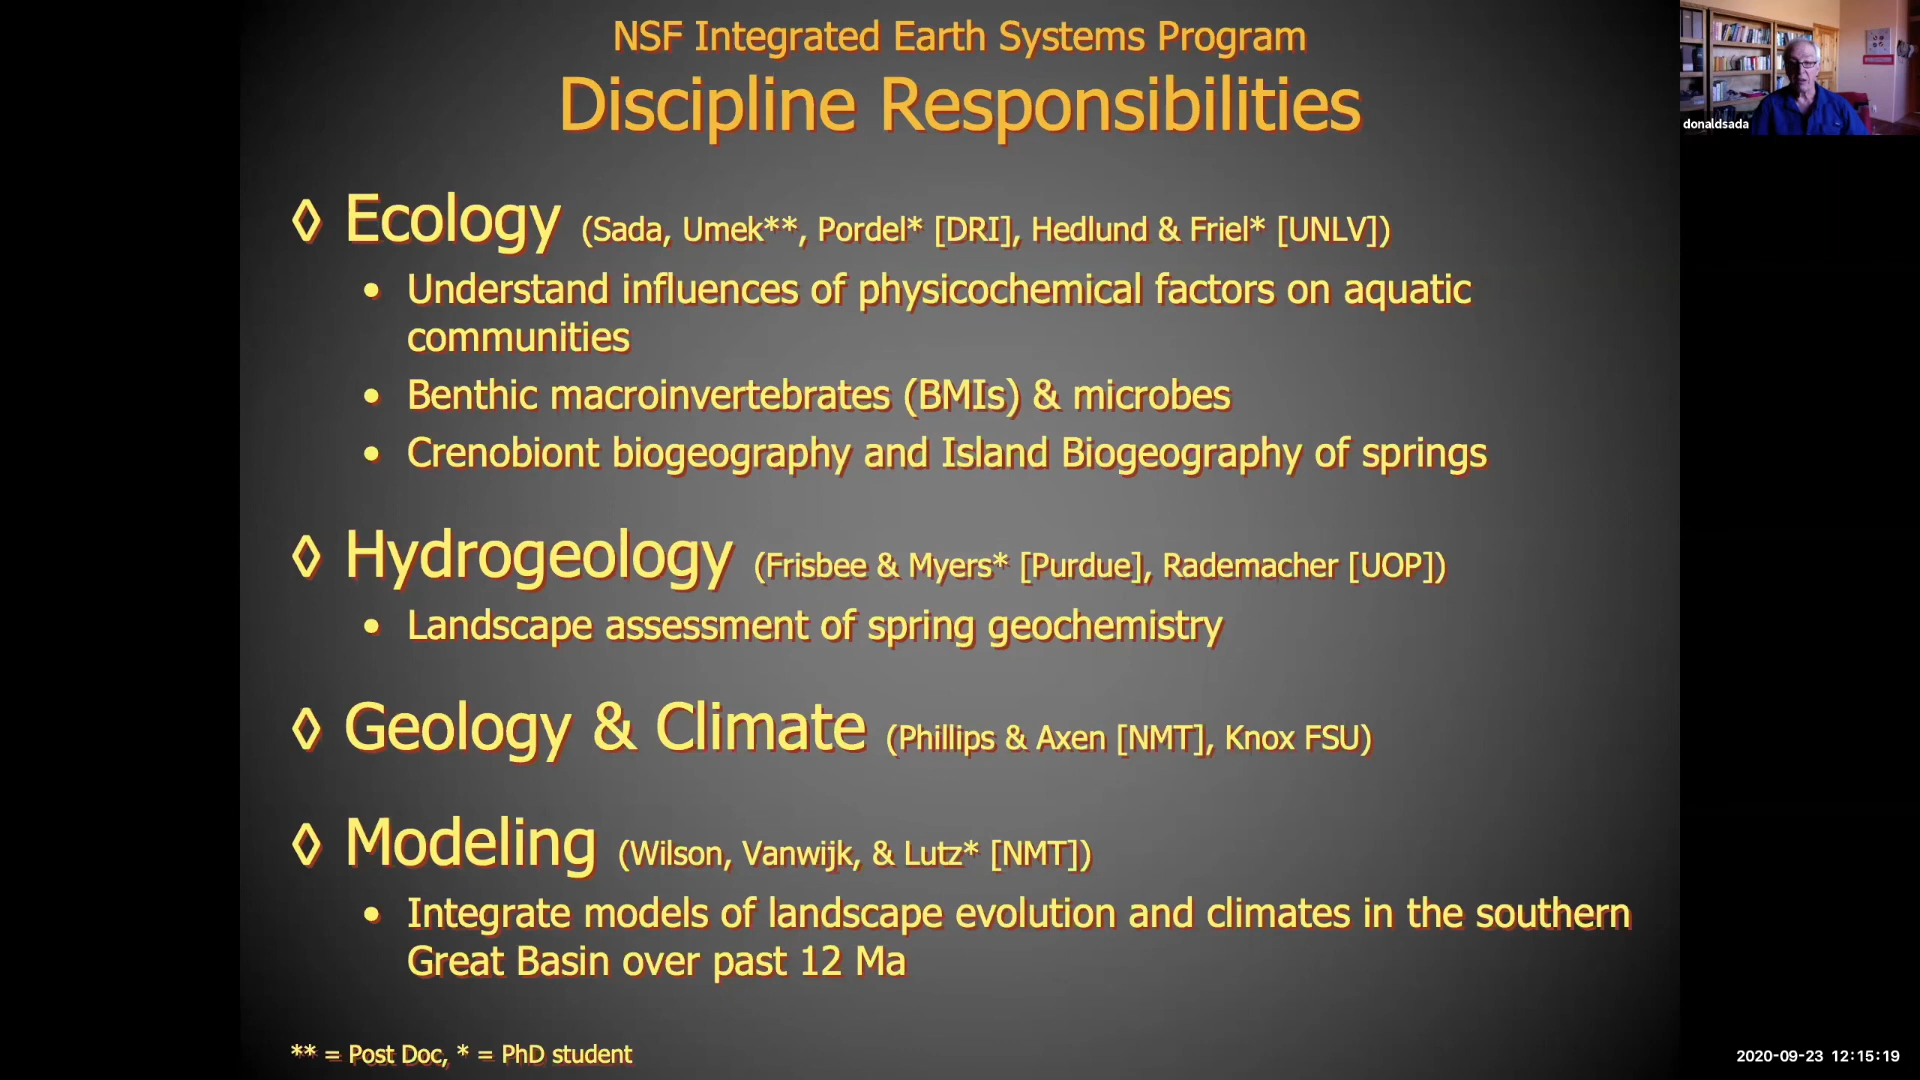 NSF Integrated Earth Systems Program
Discipline Responsibilities
donaldsada
◊ Ecology (Sada, Umek**, Pordel* [DRI], Hedlund & Friel* [UNLV])
• Understand influences of physicochemical factors on aquatic
communities
• Benthic macroinvertebrates (BMIs) & microbes
• Crenobiont biogeography and Island Biogeography of springs
◊ Hydrogeology (Frisbee & Myers* [Purdue], Rademacher [UOP])
• Landscape assessment of spring geochemistry
◊ Geology & Climate (Phillips & Axen [NMT], Knox FSU)
◊ Modeling (Wilson, Vanwijk, & Lutz* [NMT])
• Integrate models of landscape evolution and climates in the southern
Great Basin over past 12 Ma
** = Post Doc, * = PhD student
2020-09-23 12:15:19